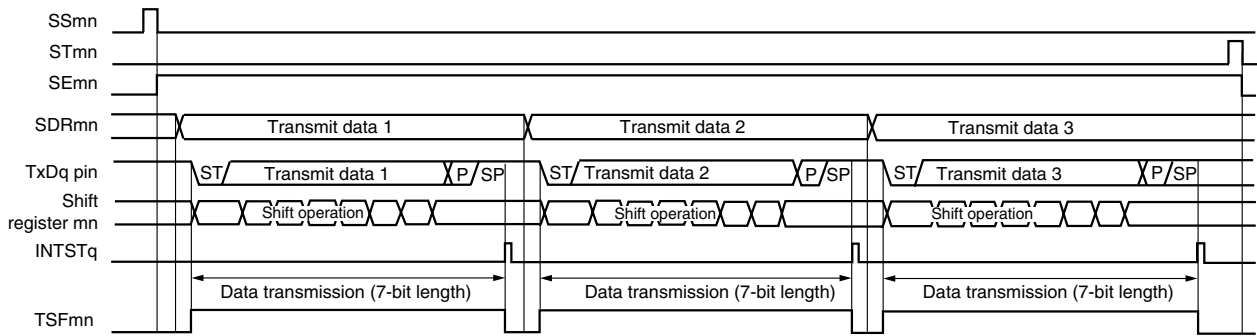 SSmn
STmn
SEmn
SDRmn Transmit data 1 Transmit data 2 Transmit data 3
TxDq pin ST Transmit data 1 P SP ST Transmit data 2 P SP ST Transmit data 3 P SP
Shift
register mn Shift operation Shift operation Shift operation
INTSTq
Data transmission (7-bit length) Data transmission (7-bit length) Data transmission (7-bit length)
TSFmn